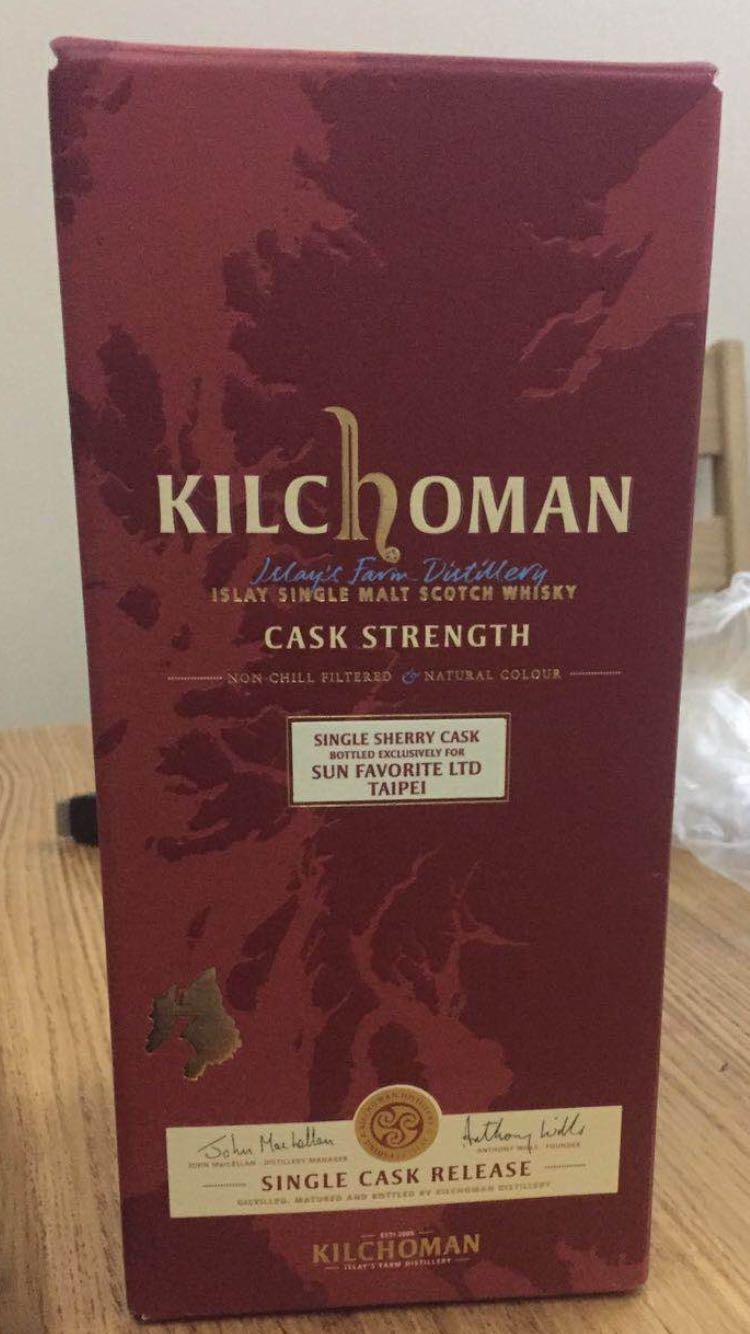 KILCHOMAN
Islay's Farm Distillery
ISLAY SINGLE MALT SCOTCH WHISKY
CASK STRENGTH
NON CHILL FILTERED & NATURAL COLOUR
SINGLE SHERRY CASK
BOTTLED EXCLUSIVELY FOR
SUN FAVORITE LTD
TAIPEI
John MacLellan Anthony Wills
JOHN MACLELLAN - DISTILLERY MANAGER ANTHONY WILLS - FOUNDER
SINGLE CASK RELEASE
DISTILLED, MATURED AND BOTTLED BY KILCHOMAN DISTILLERY
ESTD 2005
KILCHOMAN
ISLAY'S FARM DISTILLERY